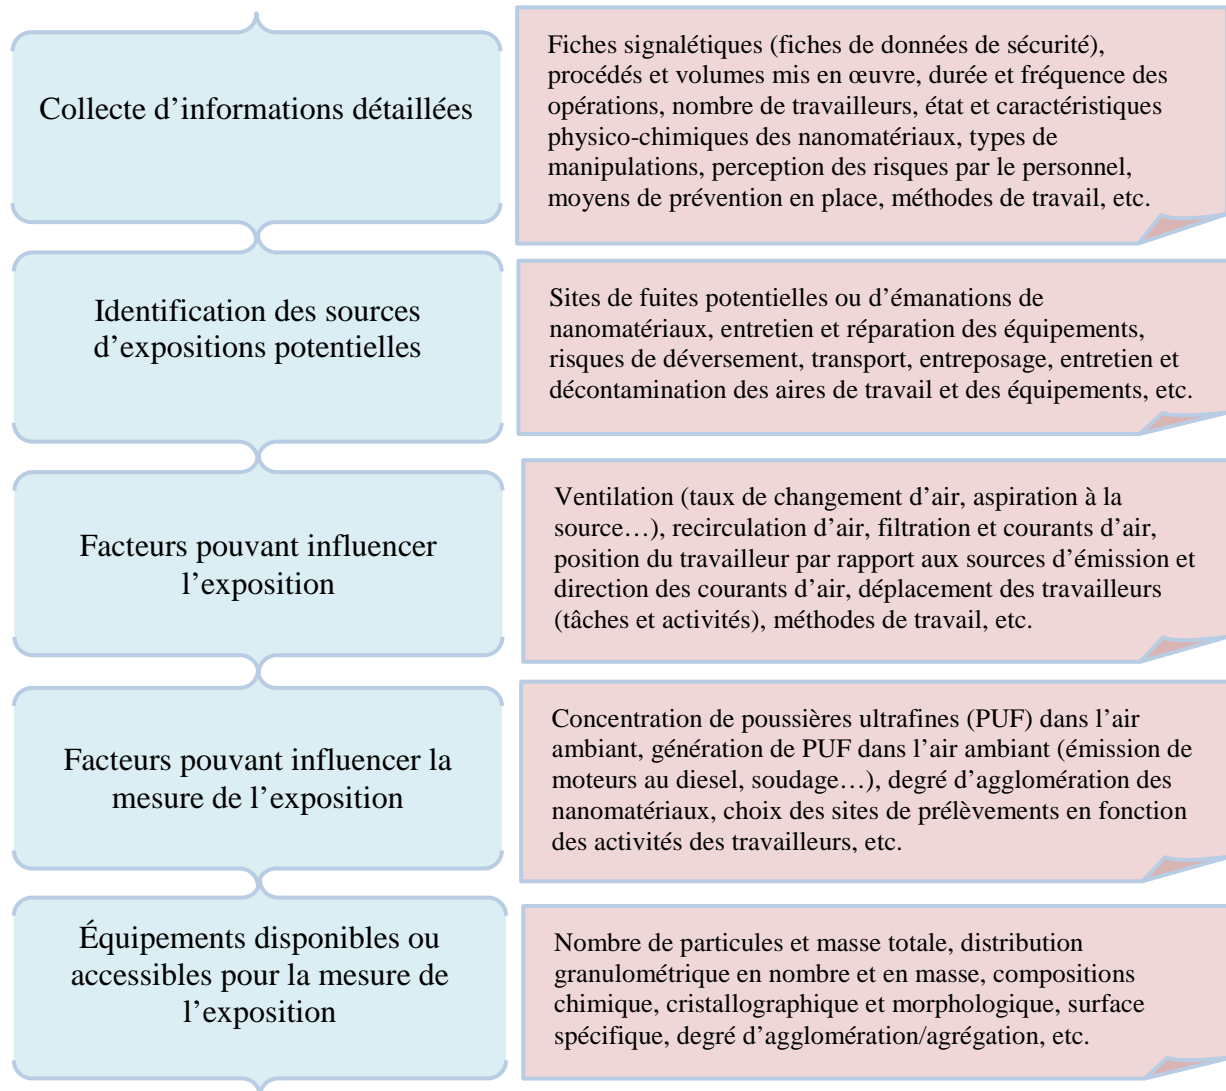 Collecte d’informations détaillées
Fiches signalétiques (fiches de données de sécurité),
procédés et volumes mis en œuvre, durée et fréquence des
opérations, nombre de travailleurs, état et caractéristiques
physico-chimiques des nanomatériaux, types de
manipulations, perception des risques par le personnel,
moyens de prévention en place, méthodes de travail, etc.
Identification des sources
d’expositions potentielles
Sites de fuites potentielles ou d’émanations de
nanomatériaux, entretien et réparation des équipements,
risques de déversement, transport, entreposage, entretien et
décontamination des aires de travail et des équipements, etc.
Facteurs pouvant influencer
l’exposition
Ventilation (taux de changement d’air, aspiration à la
source…), recirculation d’air, filtration et courants d’air,
position du travailleur par rapport aux sources d’émission et
direction des courants d’air, déplacement des travailleurs
(tâches et activités), méthodes de travail, etc.
Facteurs pouvant influencer la
mesure de l’exposition
Concentration de poussières ultrafines (PUF) dans l’air
ambiant, génération de PUF dans l’air ambiant (émission de
moteurs au diesel, soudage…), degré d’agglomération des
nanomatériaux, choix des sites de prélèvements en fonction
des activités des travailleurs, etc.
Équipements disponibles ou
accessibles pour la mesure de
l’exposition
Nombre de particules et masse totale, distribution
granulométrique en nombre et en masse, compositions
chimique, cristallographique et morphologique, surface
spécifique, degré d’agglomération/agrégation, etc.